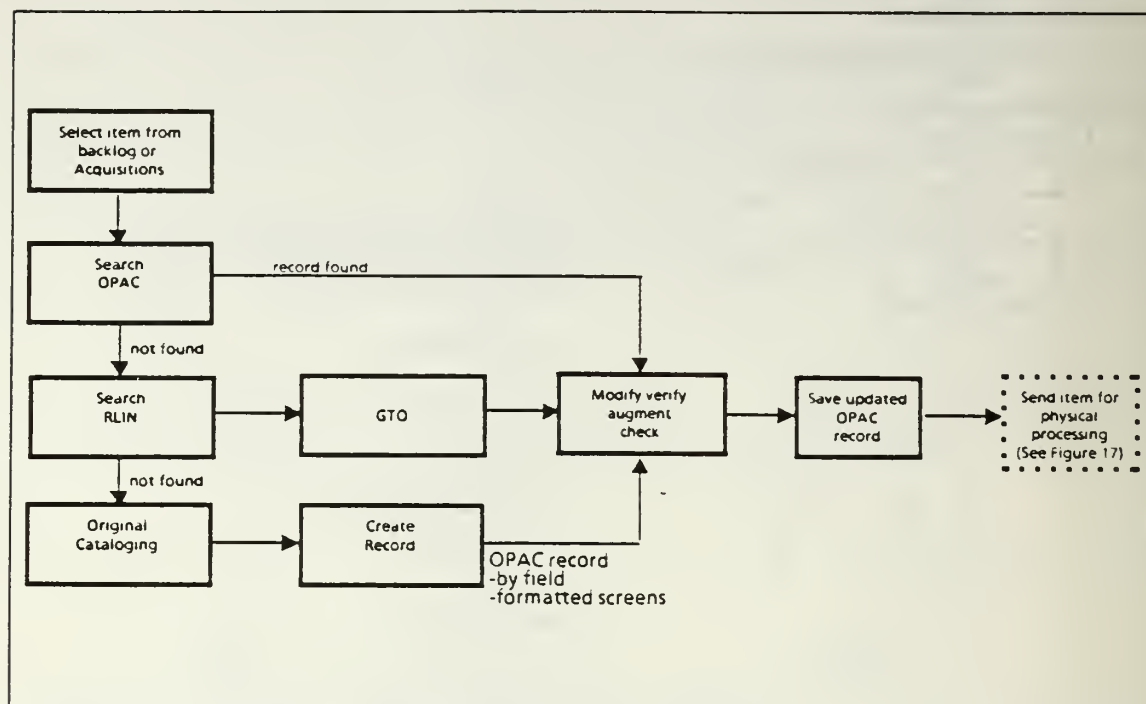 Select item from
backlog or
Acquisitions
Search
OPAC
record found
not found
Search
RLIN
GTO
Modify verify
augment
check
Save updated
OPAC
record
Send item for
physical
processing
(See Figure 17)
not found
Original
Cataloging
Create
Record
OPAC record
-by field
-formatted screens